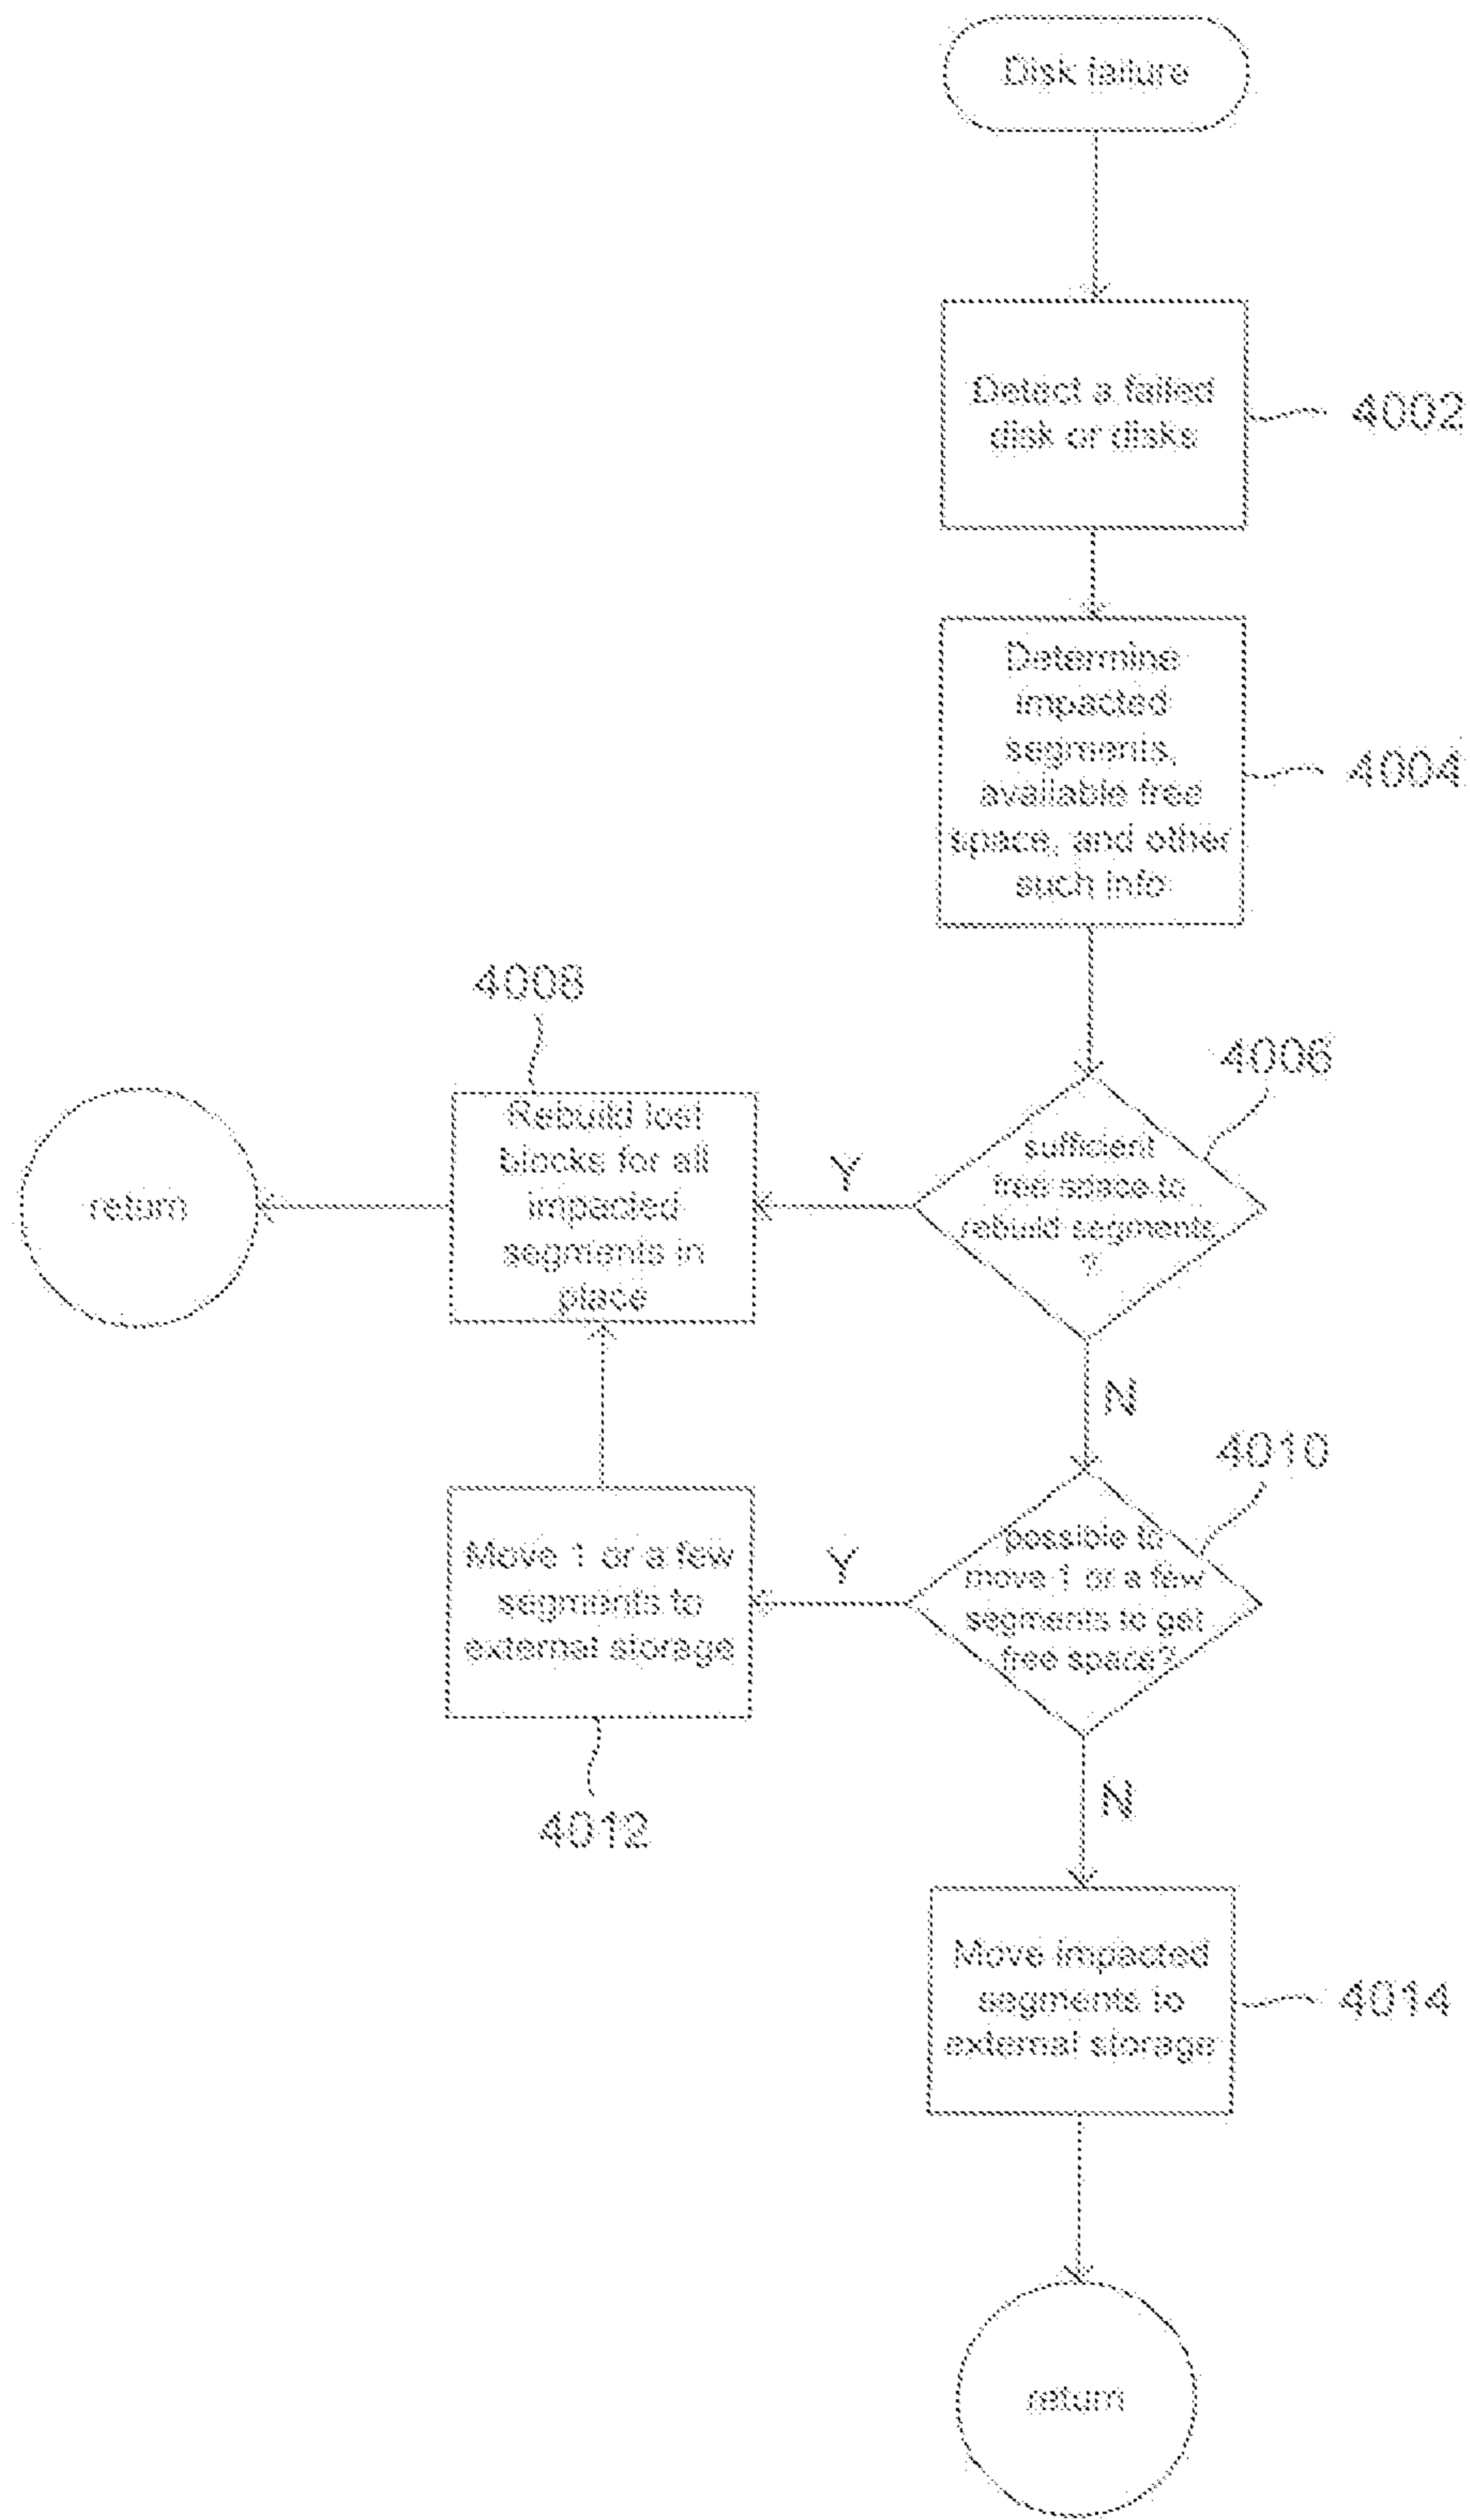 Disk failure
Detect a failed
disk or disks
4002
Determine
impacted
segments,
available free
space, and other
such info
4004
4008
4006
return
Rebuild lost
blocks for all
impacted
segments in
place
Y
sufficient
free space to
rebuild segments
?
N
4010
Move 1 or a few
segments to
external storage
Y
possible to
move 1 or a few
segments to get
free space?
4012
N
Move impacted
segments to
external storage
4014
return